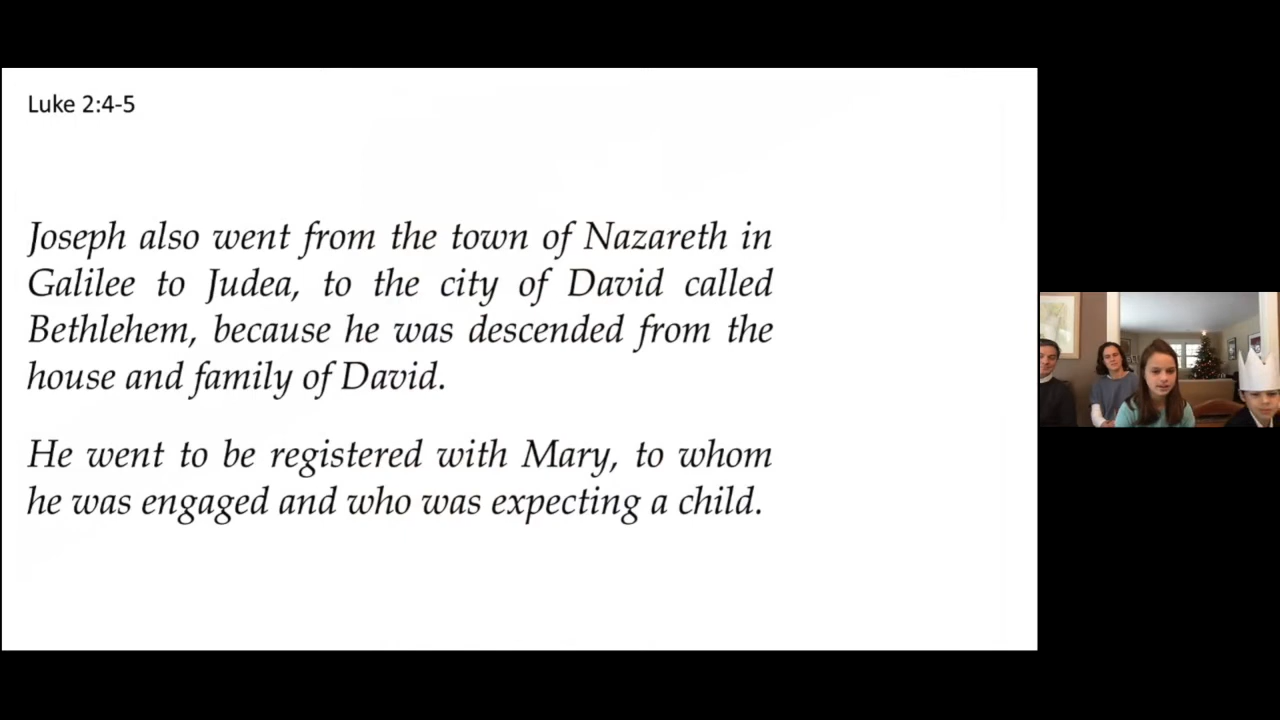 Luke 2:4-5
Joseph also went from the town of Nazareth in
Galilee to Judea, to the city of David called
Bethlehem, because he was descended from the
house and family of David.
He went to be registered with Mary, to whom
he was engaged and who was expecting a child.